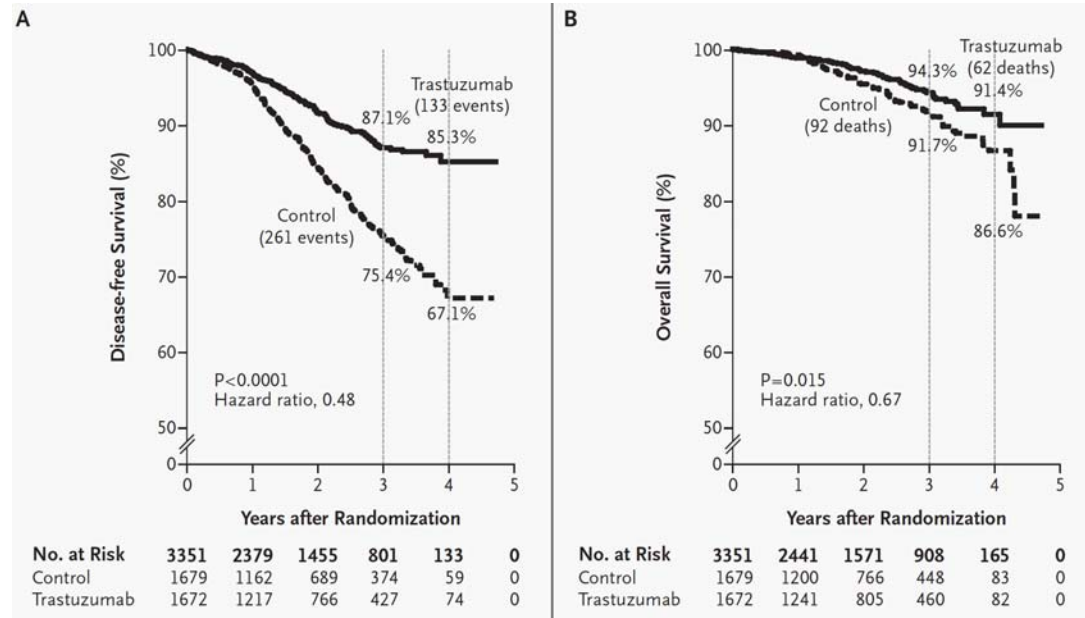 A
100
90
80
70
60
50
0
Disease-free Survival (%)
87.1%
Trastuzumab
(133 events)
85.3%
Control
(261 events)
75.4%
67.1%
P<0.0001
Hazard ratio, 0.48
0 1 2 3 4 5
Years after Randomization
No. at Risk 3351 2379 1455 801 133 0
Control 1679 1162 689 374 59 0
Trastuzumab 1672 1217 766 427 74 0
B
100
90
80
70
60
50
0
Overall Survival (%)
94.3%
Trastuzumab
(62 deaths)
91.4%
Control
(92 deaths)
91.7%
86.6%
P=0.015
Hazard ratio, 0.67
0 1 2 3 4 5
Years after Randomization
No. at Risk 3351 2441 1571 908 165 0
Control 1679 1200 766 448 83 0
Trastuzumab 1672 1241 805 460 82 0